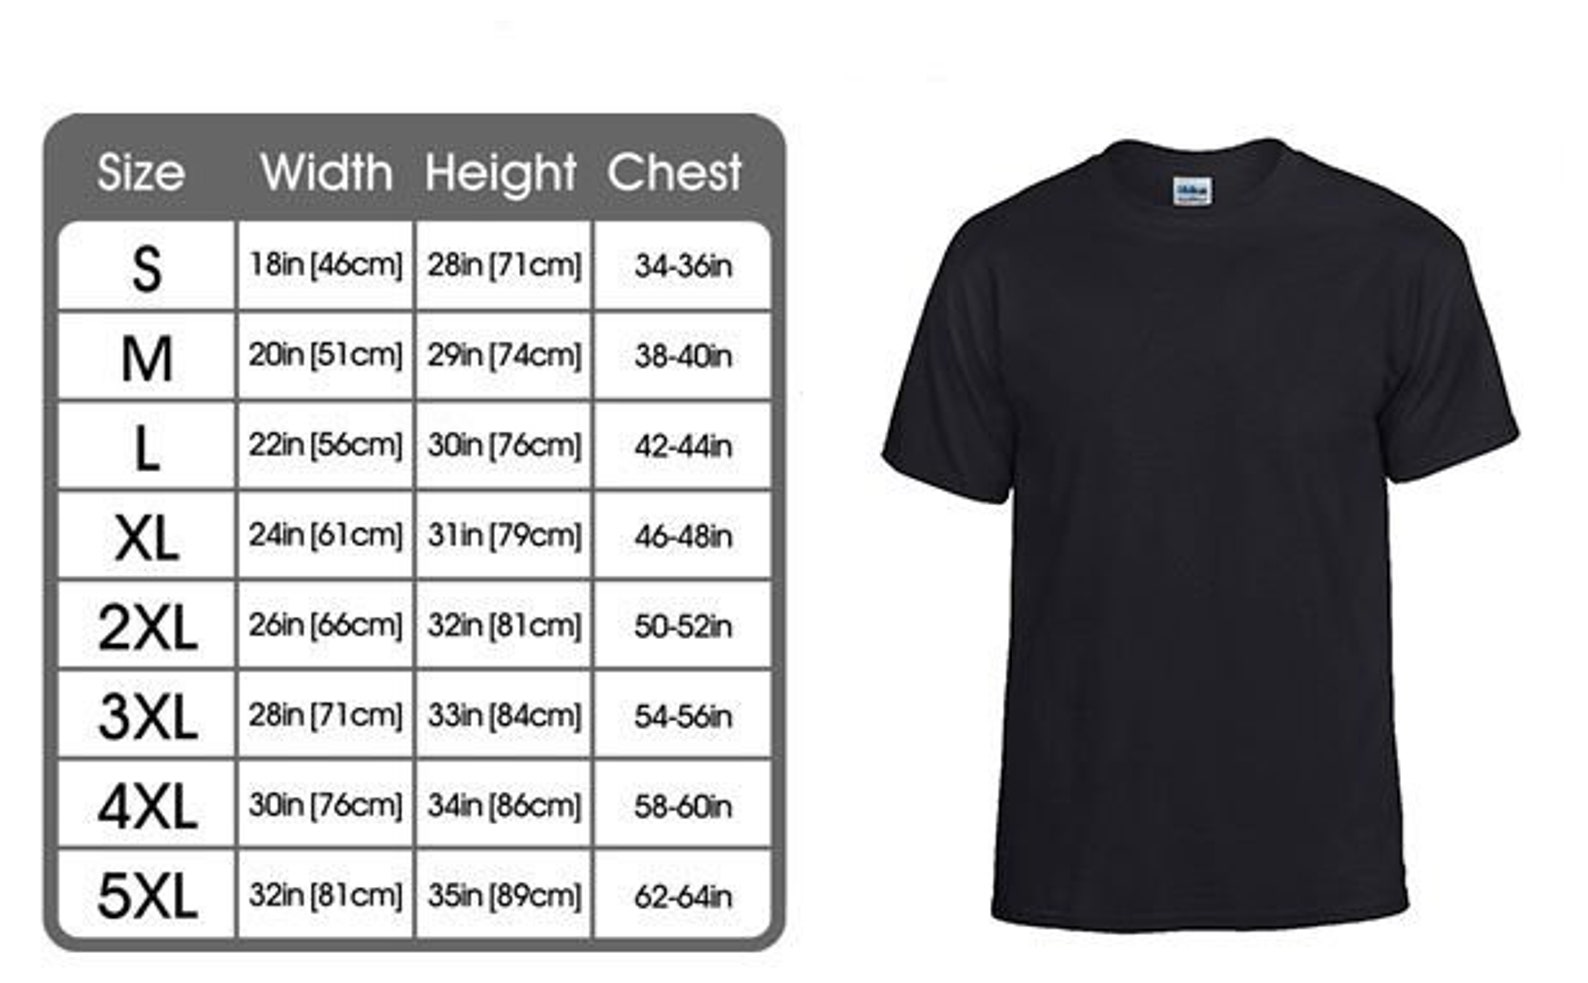 Size Width Height Chest
S 18in [46cm] 28in [71cm] 34-36in
M 20in [51cm] 29in [74cm] 38-40in
L 22in [56cm] 30in [76cm] 42-44in
XL 24in [61cm] 31in [79cm] 46-48in
2XL 26in [66cm] 32in [81cm] 50-52in
3XL 28in [71cm] 33in [84cm] 54-56in
4XL 30in [76cm] 34in [86cm] 58-60in
5XL 32in [81cm] 35in [89cm] 62-64in